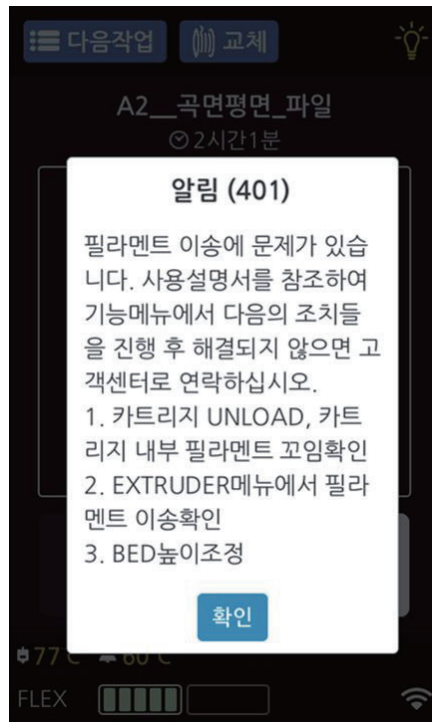 다음작업 교체
A2__곡면평면_파일
2시간1분
알림 (401)
필라멘트 이송에 문제가 있습
니다. 사용설명서를 참조하여
기능메뉴에서 다음의 조치들
을 진행 후 해결되지 않으면 고
객센터로 연락하십시오.
1. 카트리지 UNLOAD, 카트
리지 내부 필라멘트 꼬임확인
2. EXTRUDER메뉴에서 필라
멘트 이송확인
3. BED높이조정
확인
77℃ 60℃
FLEX